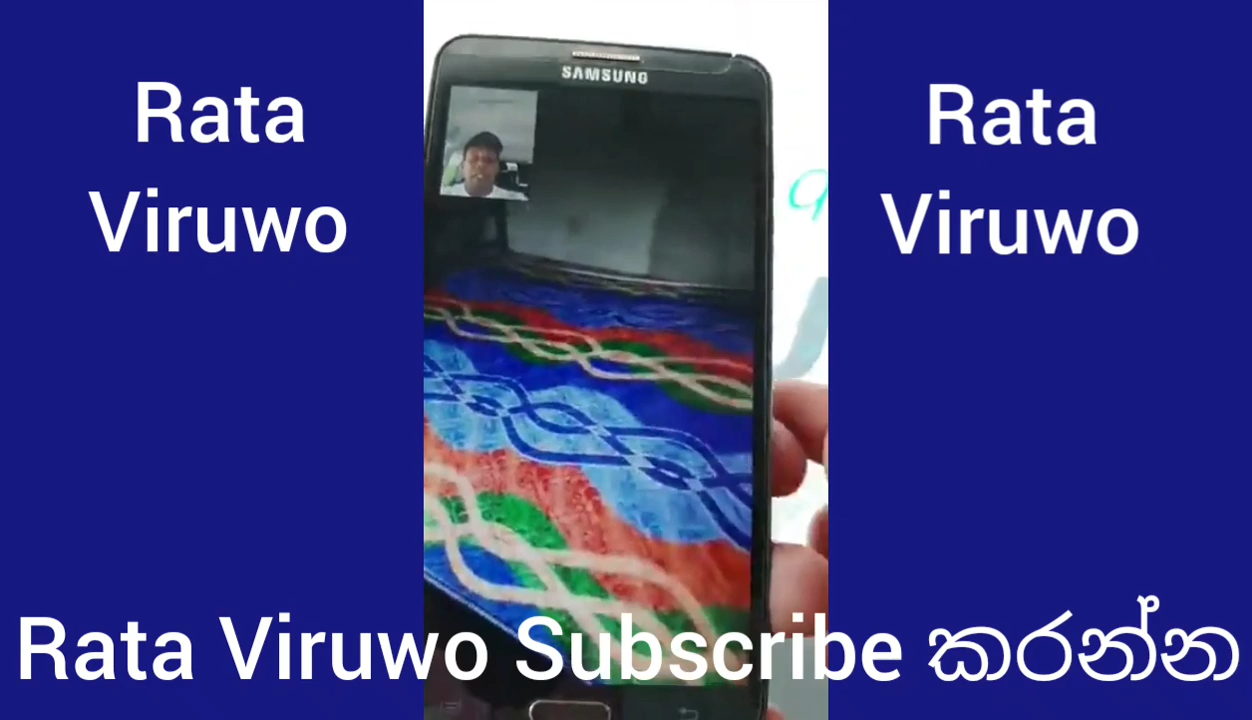 Rata
Viruwo
SAMSUNG
Rata
Viruwo
Rata Viruwo Subscribe කරන්න